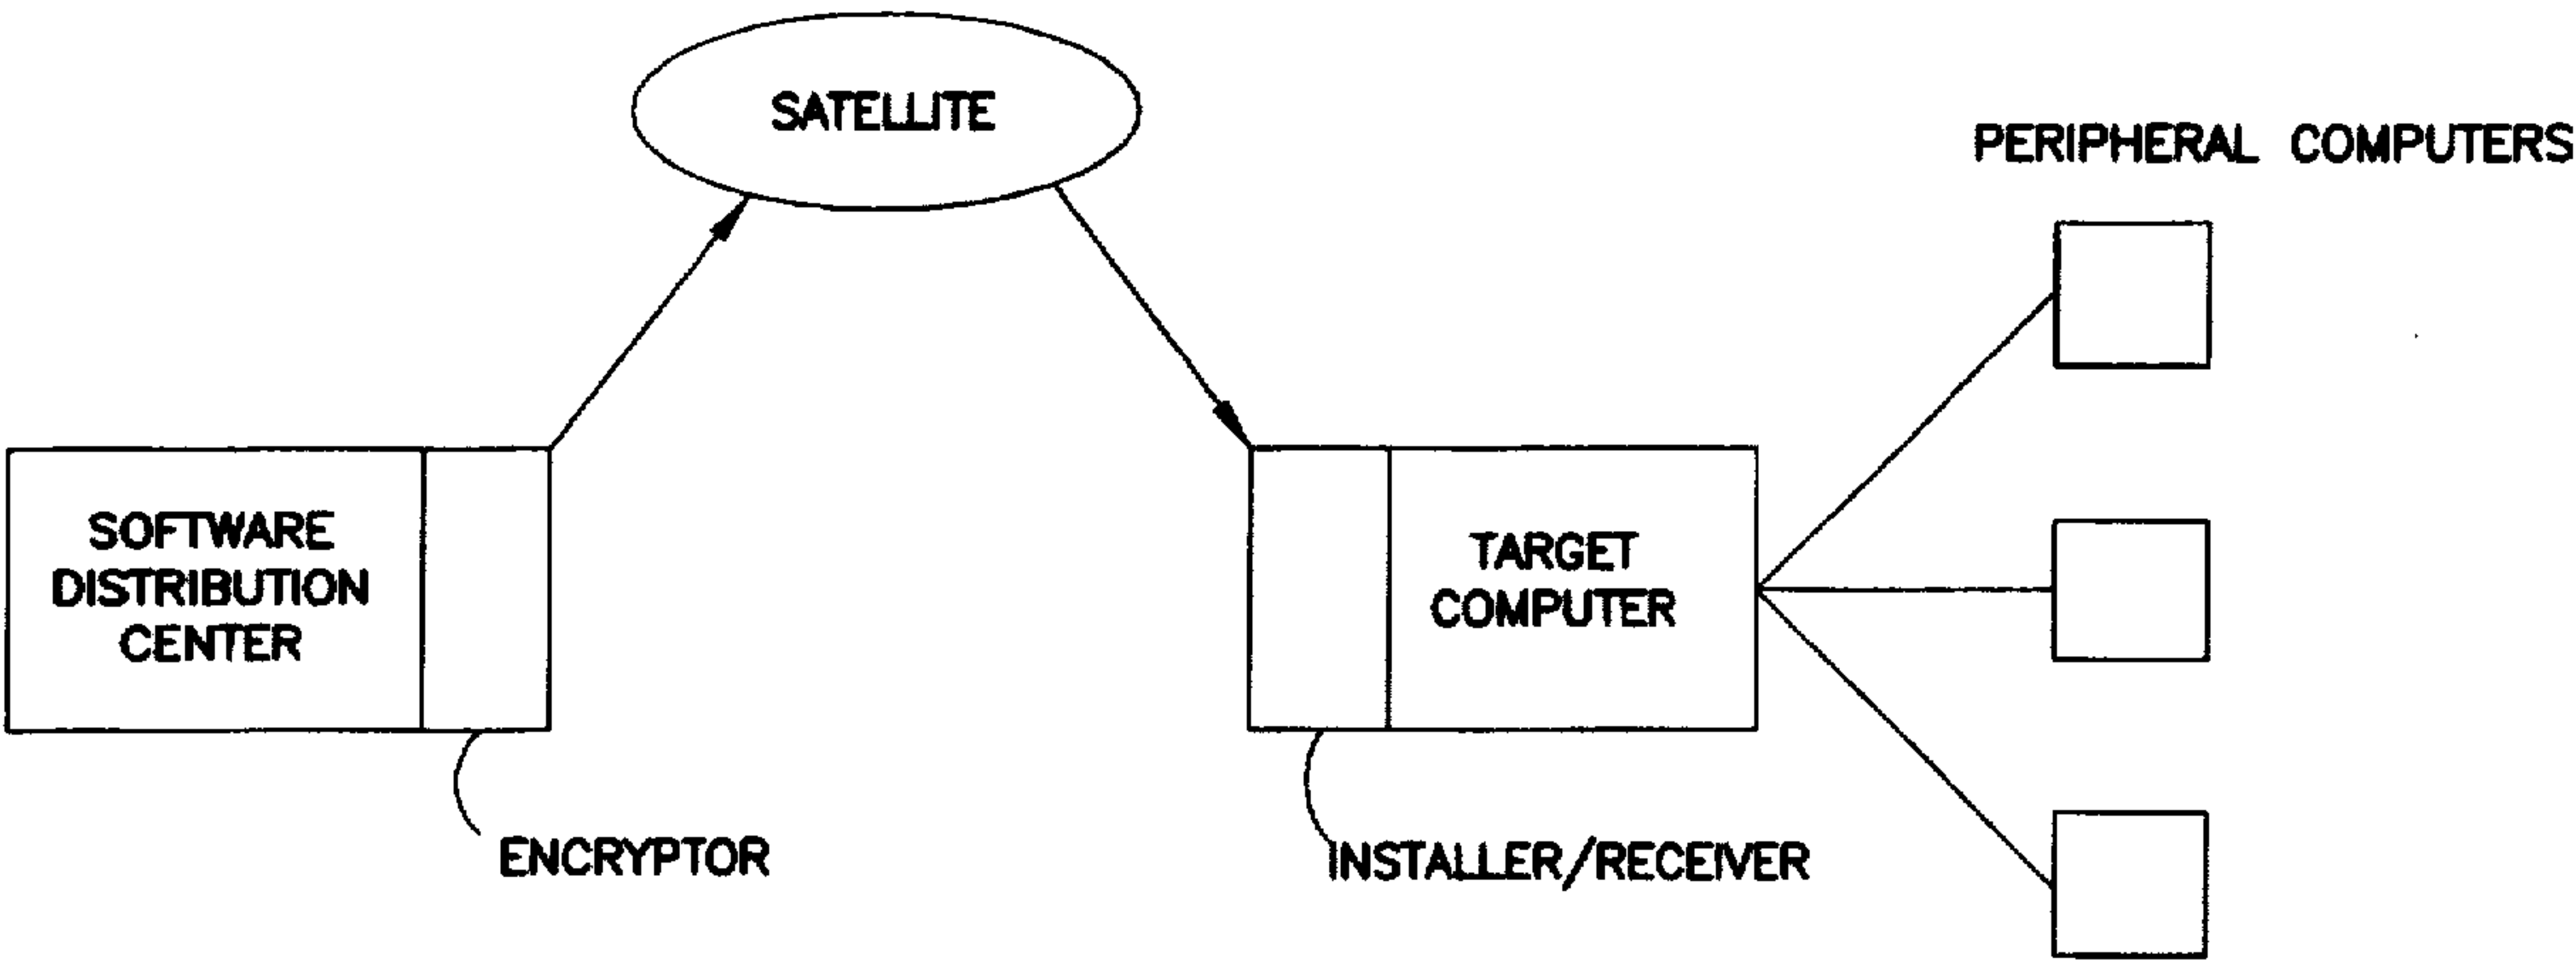 SATELLITE
PERIPHERAL COMPUTERS
SOFTWARE
DISTRIBUTION
CENTER
TARGET
COMPUTER
ENCRYPTOR
INSTALLER/RECEIVER